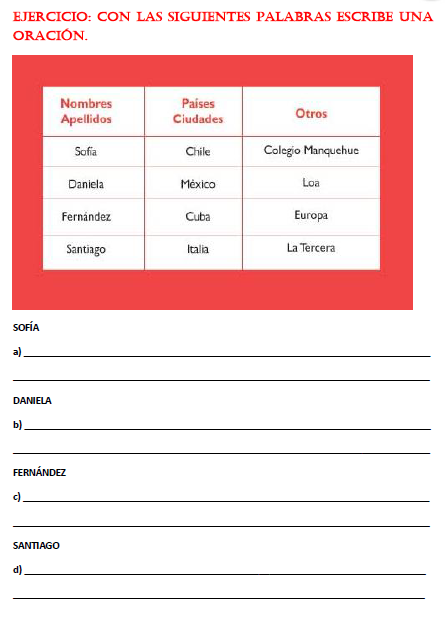 EJERCICIO: CON LAS SIGUIENTES PALABRAS ESCRIBE UNA
ORACIÓN.
Nombres Apellidos Países Ciudades Otros
Sofía Chile Colegio Manquehue
Daniela México Loa
Fernández Cuba Europa
Santiago Italia La Tercera
SOFÍA
a)
DANIELA
b)
FERNÁNDEZ
c)
SANTIAGO
d)